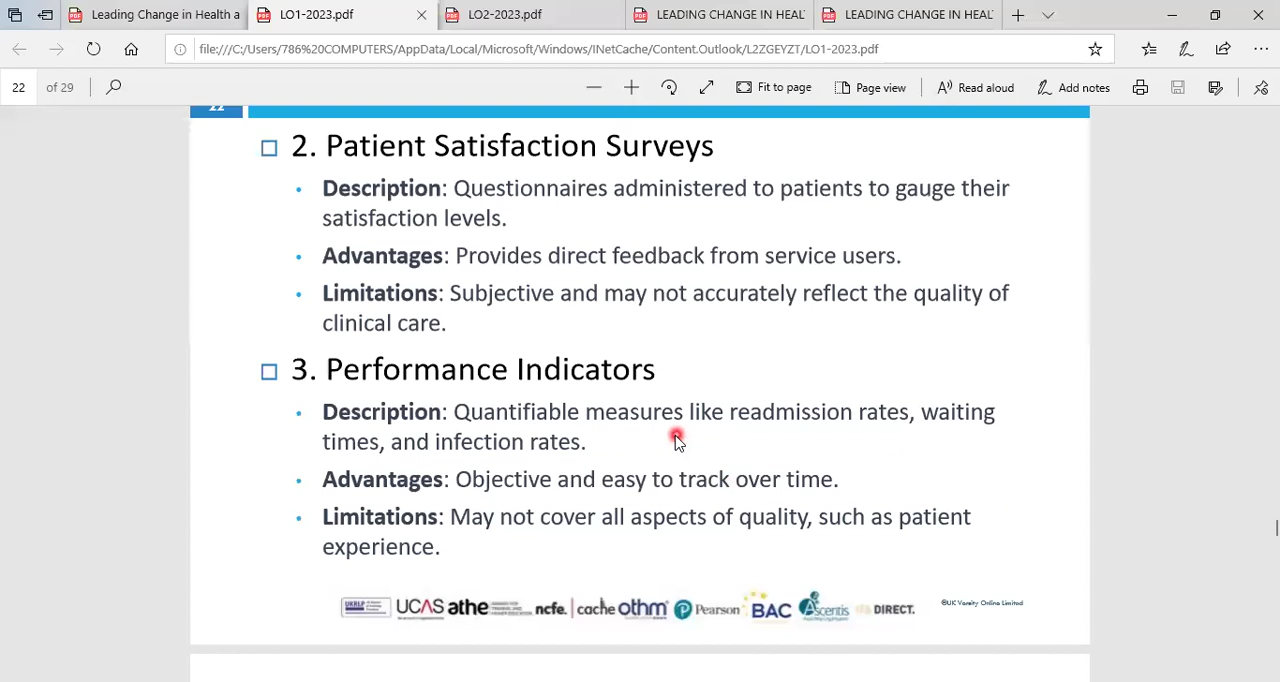 Leading Change in Health a
LO1-2023.pdf
LO2-2023.pdf
LEADING CHANGE IN HEAL
LEADING CHANGE IN HEAL
file:///C:/Users/786%20COMPUTERS/AppData/Local/Microsoft/Windows/INetCache/Content.Outlook/L2ZGEYZT/LO1-2023.pdf
22 of 29
Fit to page
Page view
Read aloud
Add notes
22
2. Patient Satisfaction Surveys
• Description: Questionnaires administered to patients to gauge their
satisfaction levels.
• Advantages: Provides direct feedback from service users.
• Limitations: Subjective and may not accurately reflect the quality of
clinical care.
3. Performance Indicators
• Description: Quantifiable measures like readmission rates, waiting
times, and infection rates.
• Advantages: Objective and easy to track over time.
• Limitations: May not cover all aspects of quality, such as patient
experience.
UKRLP UCAS athe ncfe. cache othm Pearson BAC Ascentis DIRECT.
©UK Varsity Online Limited